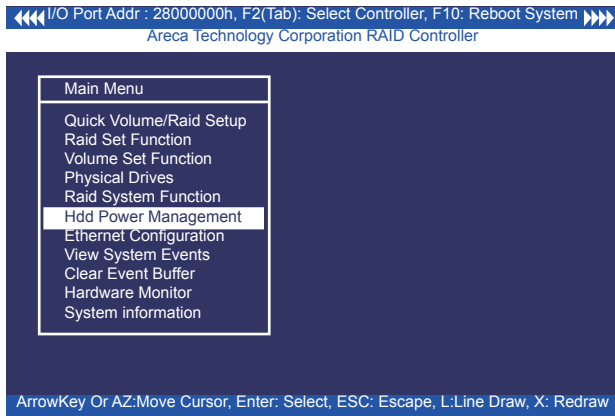 I/O Port Addr : 28000000h, F2(Tab): Select Controller, F10: Reboot System
Areca Technology Corporation RAID Controller
Main Menu
Quick Volume/Raid Setup
Raid Set Function
Volume Set Function
Physical Drives
Raid System Function
Hdd Power Management
Ethernet Configuration
View System Events
Clear Event Buffer
Hardware Monitor
System information
ArrowKey Or AZ:Move Cursor, Enter: Select, ESC: Escape, L:Line Draw, X: Redraw